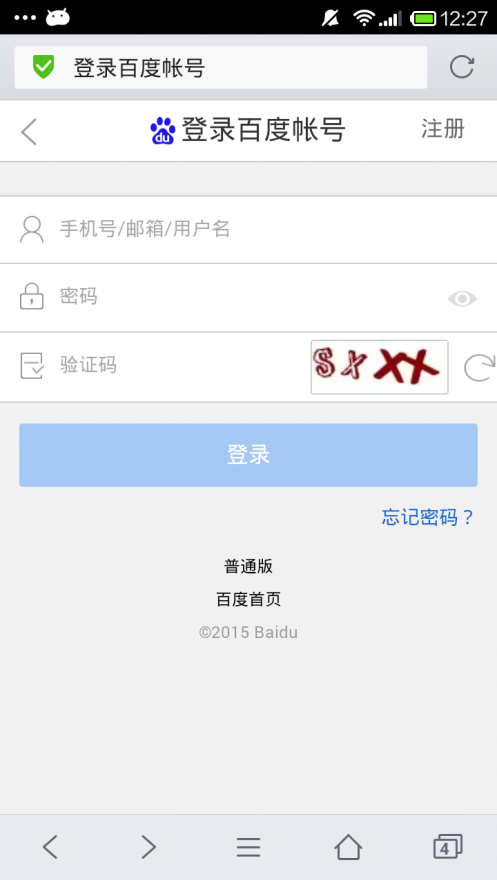 12:27
登录百度帐号
du 登录百度帐号 注册
手机号/邮箱/用户名
密码
验证码 SXXX
登录
忘记密码？
普通版
百度首页
©2015 Baidu
4